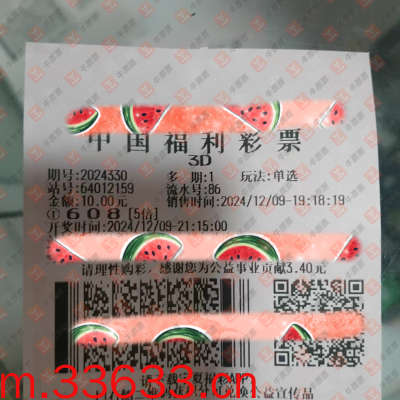 中国福利彩票
3D
期号:2024330 多期:1 玩法:单选
站号:64012159 流水号:86
金额:10.00元 销售时间:2024/12/09-19:18:19
① 608 [5倍]
开奖时间:2024/12/09-21:15:00
请理性购彩,感谢您为公益事业贡献3.40元
m.33633.cn